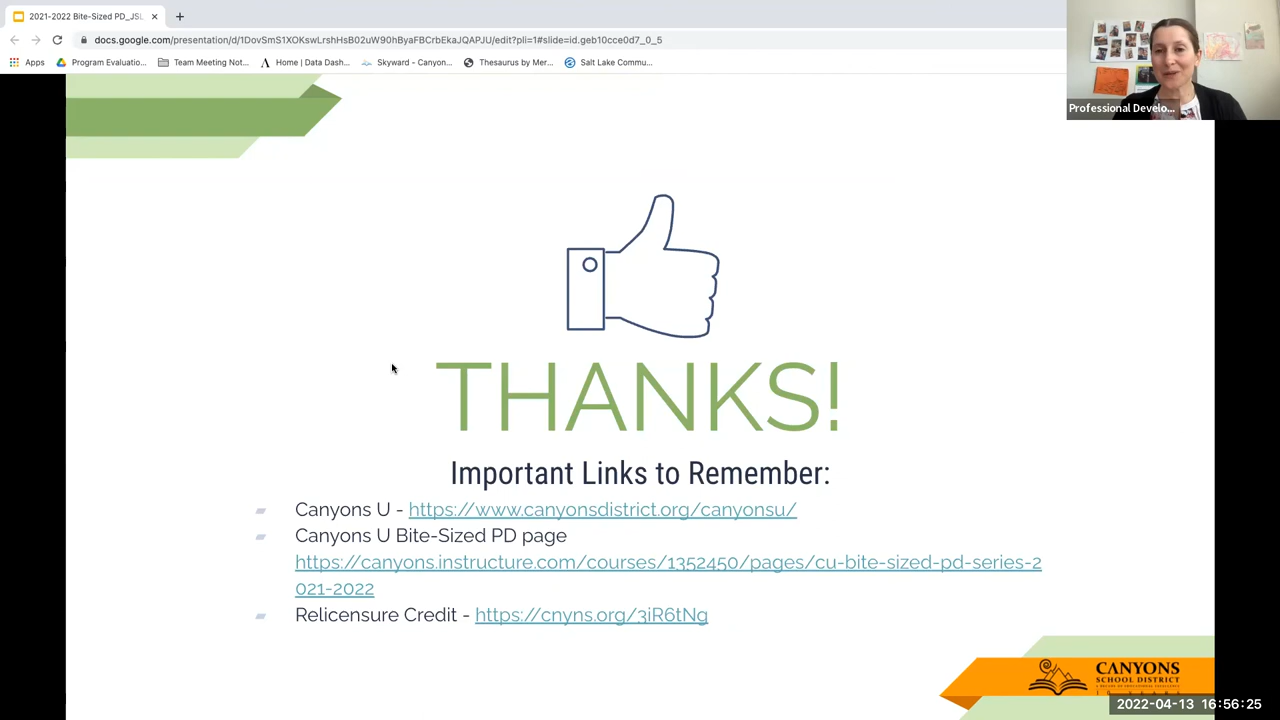 2021-2022 Bite-Sized PD_JSL
docs.google.com/presentation/d/1DovSmS1XOKswLrshHsB02uW90hByaFBCrbEkaJQAPJU/edit?pli=1#slide=id.geb10cce0d7_0_5
Apps Program Evaluatio... Team Meeting Not... Home | Data Dash... Skyward - Canyon... Thesaurus by Mer... Salt Lake Commu...
Professional Develo...
THANKS!
Important Links to Remember:
Canyons U - https://www.canyonsdistrict.org/canyonsu/
Canyons U Bite-Sized PD page
https://canyons.instructure.com/courses/1352450/pages/cu-bite-sized-pd-series-2
021-2022
Relicensure Credit - https://cnyns.org/3iR6tNg
CANYONS
SCHOOL DISTRICT
2022-04-13 16:56:25